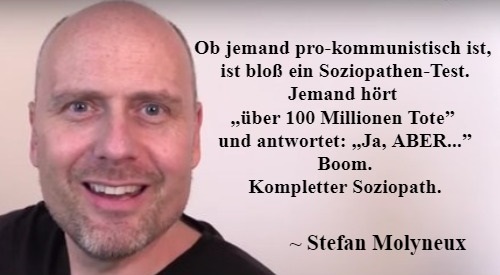 Ob jemand pro-kommunistisch ist,
ist bloß ein Soziopathen-Test.
Jemand hört
„über 100 Millionen Tote”
und antwortet: „Ja, ABER...”
Boom.
Kompletter Soziopath.
~ Stefan Molyneux